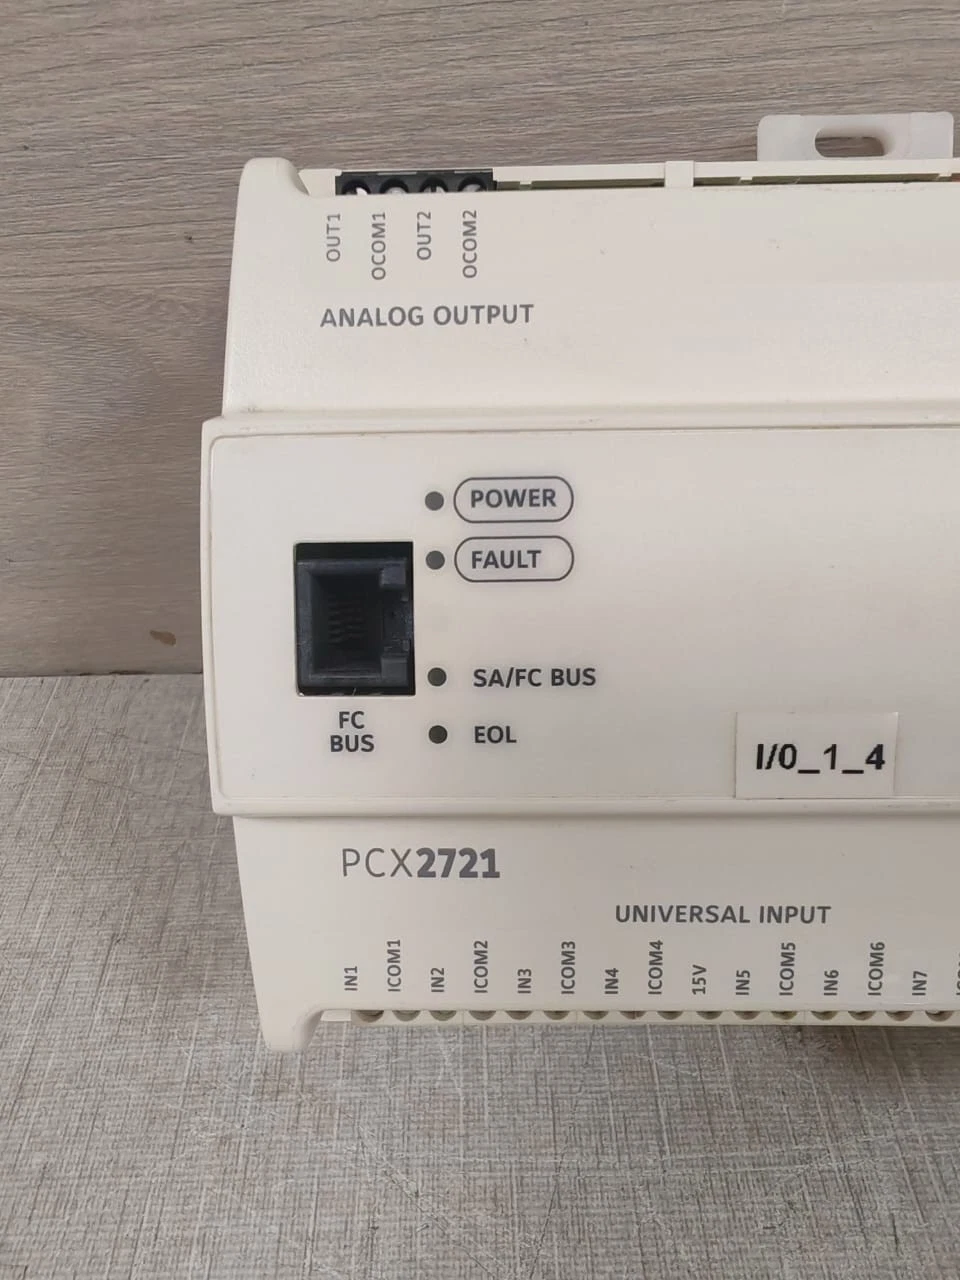 OUT1
OCOM1
OUT2
OCOM2
ANALOG OUTPUT
POWER
FAULT
SA/FC BUS
EOL
FC
BUS
I/0_1_4
PCX2721
UNIVERSAL INPUT
IN1
ICOM1
IN2
ICOM2
IN3
ICOM3
IN4
ICOM4
15V
IN5
ICOM5
IN6
ICOM6
IN7